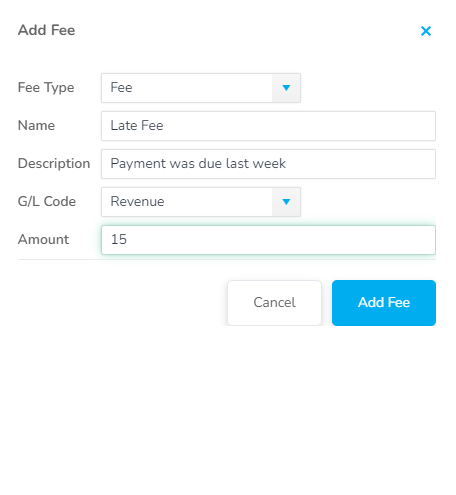 Add Fee
Fee Type Fee
Name Late Fee
Description Payment was due last week
G/L Code Revenue
Amount 15
Cancel Add Fee